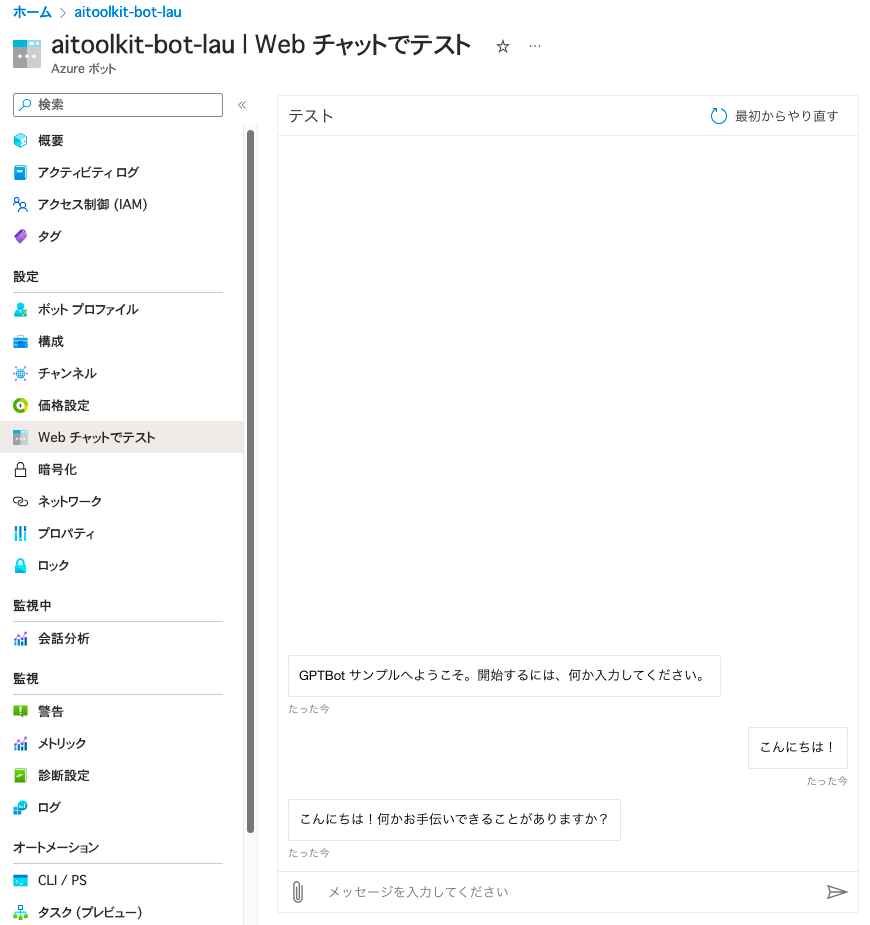 ホーム > aitoolkit-bot-lau
aitoolkit-bot-lau | Web チャットでテスト
Azure ボット
検索
概要
アクティビティ ログ
アクセス制御 (IAM)
タグ
設定
ボット プロファイル
構成
チャンネル
価格設定
Web チャットでテスト
暗号化
ネットワーク
プロパティ
ロック
監視中
会話分析
監視
警告
メトリック
診断設定
ログ
オートメーション
CLI / PS
タスク (プレビュー)
テスト
最初からやり直す
GPTBot サンプルへようこそ。開始するには、何か入力してください。
たった今
こんにちは！
たった今
こんにちは！何かお手伝いできることがありますか？
たった今
メッセージを入力してください